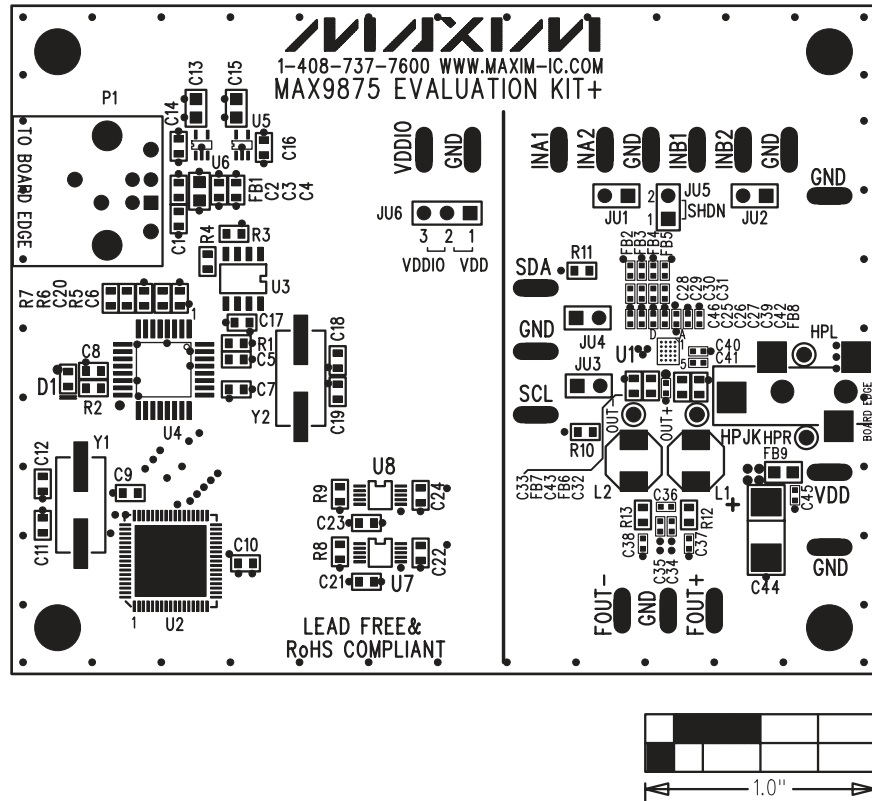 MAXIM
1-408-737-7600 WWW.MAXIM-IC.COM
MAX9875 EVALUATION KIT+
P1
C14
C13
C15
U5
C16
TO BOARD EDGE
U6
FB1
C2
C3
C4
C1
R4
R3
U3
R7
R6
C20
R5
C6
1
C17
R1
C5
C7
C18
C19
Y2
D1
C8
R2
U4
Y1
C12
C11
C9
C10
1
U2
U8
R9
C24
C23
R8
C22
C21
U7
LEAD FREE&
RoHS COMPLIANT
VDDIO
GND
JU6
3 2 1
VDDIO VDD
INA1
INA2
GND
INB1
INB2
GND
GND
JU1
2
1
JU5
SHDN
JU2
R11
FB2
FB3
FB4
FB5
SDA
C28
C29
C30
C31
GND
JU4
C46
C25
C26
C27
C39
C42
FB8
D
A
1
5
U1
C40
C41
HPL
JU3
SCL
OUT-
OUT+
HPJK
HPR
BOARD EDGE
R10
FB9
C33
FB7
C43
FB6
C32
L2
L1
+
C45
VDD
R13
C36
R12
C38
C35
C34
C37
C44
GND
FOUT-
GND
FOUT+
1.0"